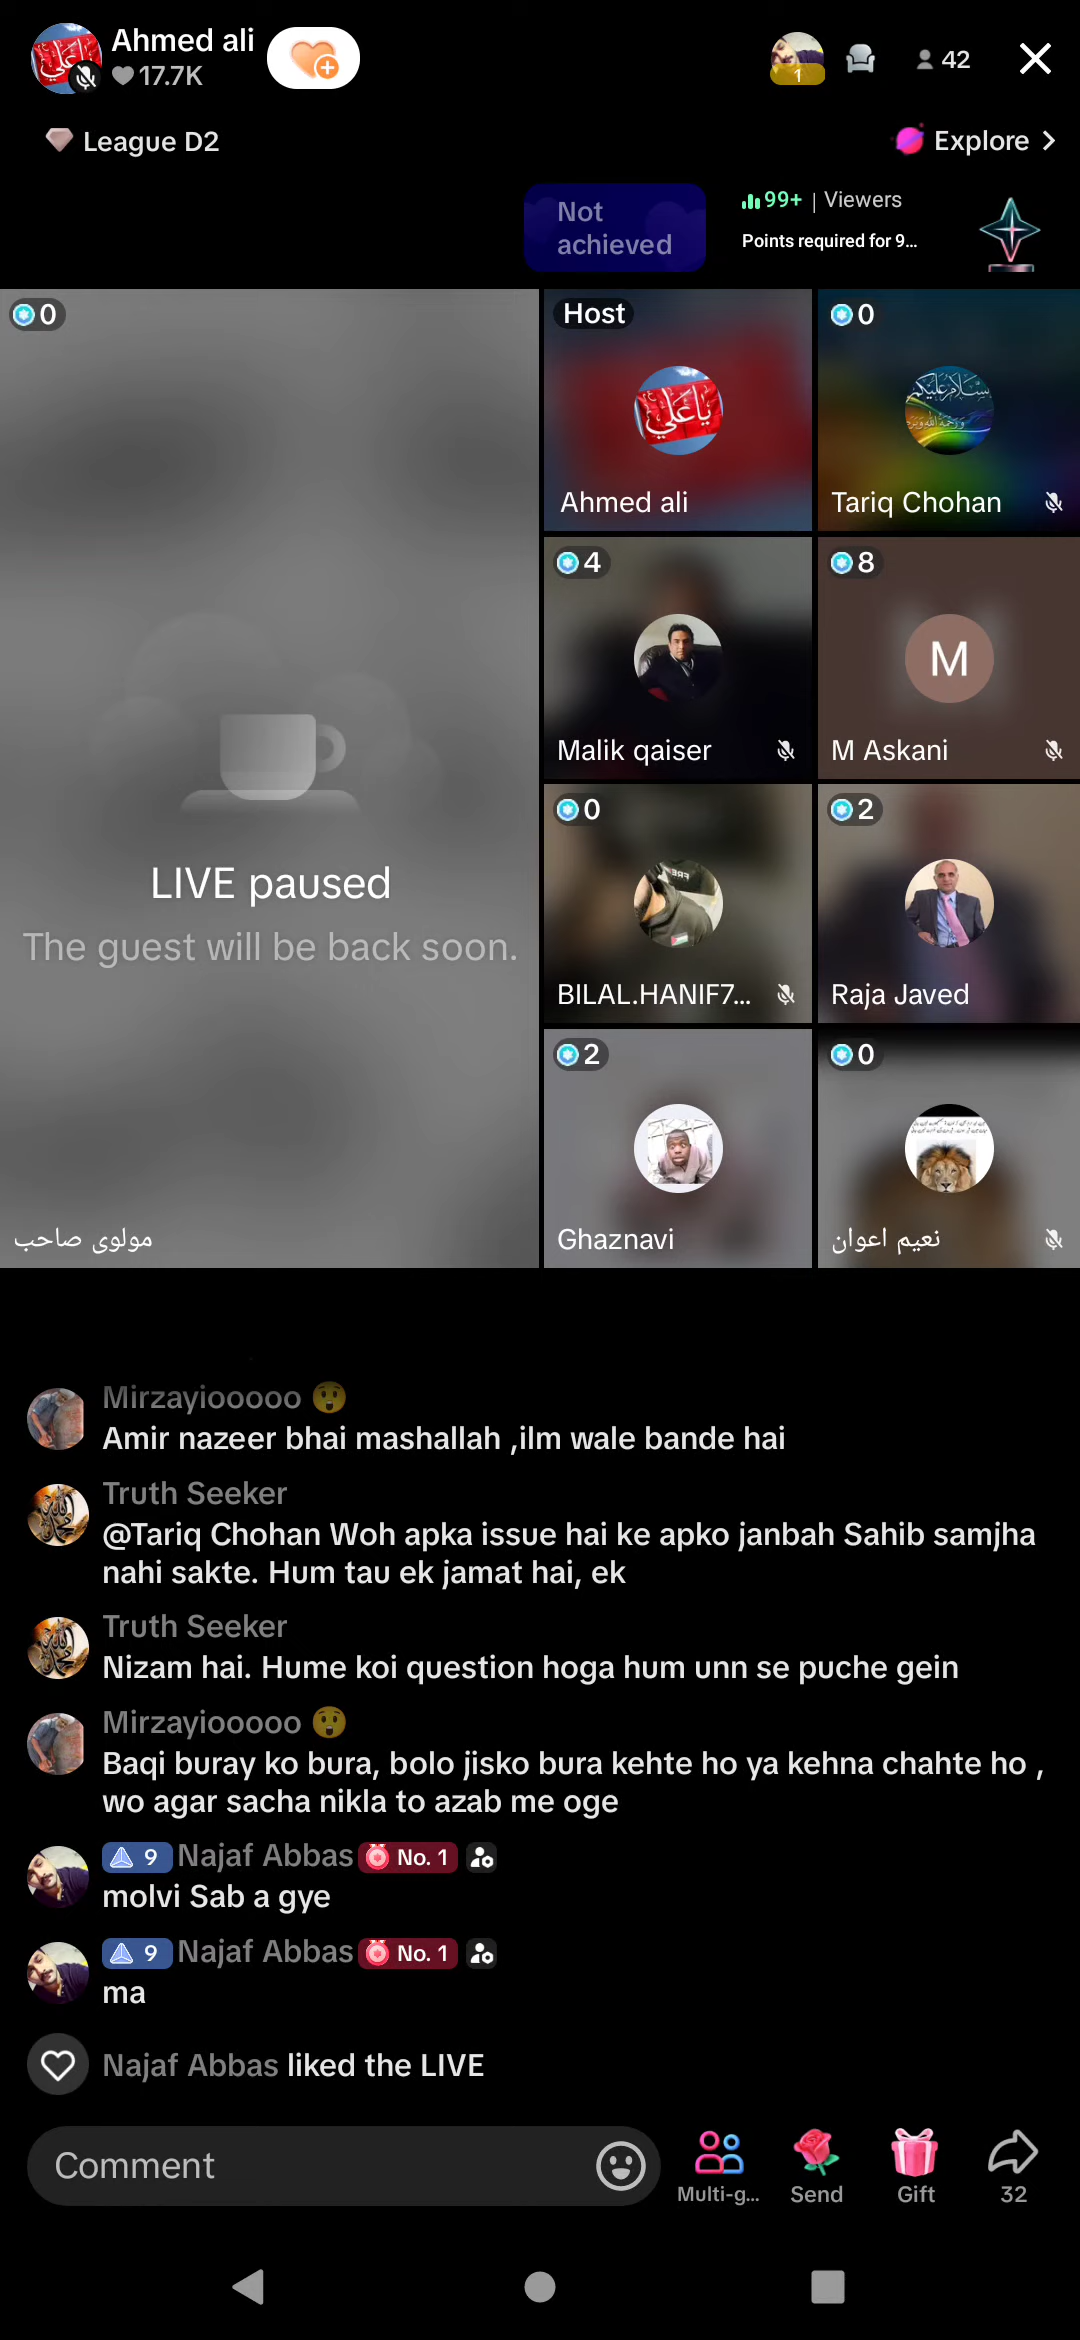 Ahmed ali
17.7K
1
42
League D2
Explore
Not
achieved
99+ | Viewers
Points required for 9...
0
Host
0
ياعلي
Ahmed ali
Tariq Chohan
4
8
M
Malik qaiser
M Askani
0
2
LIVE paused
The guest will be back soon.
BILAL.HANIF7...
Raja Javed
2
0
مولوی صاحب
Ghaznavi
نعیم اعوان
Mirzayiooooo 😲
Amir nazeer bhai mashallah ,ilm wale bande hai
Truth Seeker
@Tariq Chohan Woh apka issue hai ke apko janbah Sahib samjha
nahi sakte. Hum tau ek jamat hai, ek
Truth Seeker
Nizam hai. Hume koi question hoga hum unn se puche gein
Mirzayiooooo 😲
Baqi buray ko bura, bolo jisko bura kehte ho ya kehna chahte ho ,
wo agar sacha nikla to azab me oge
9 Najaf Abbas No. 1
molvi Sab a gye
9 Najaf Abbas No. 1
ma
Najaf Abbas liked the LIVE
Comment
Multi-g...
Send
Gift
32